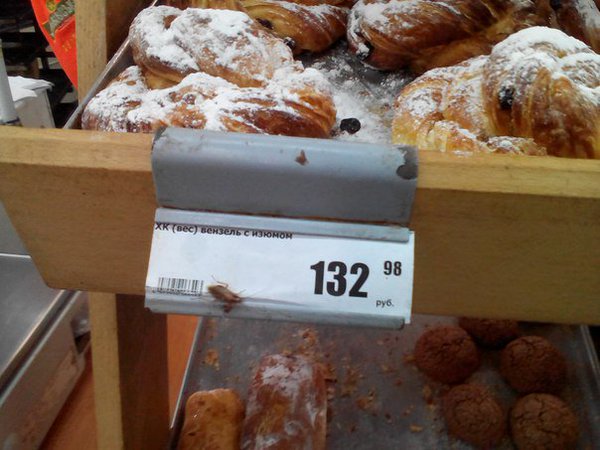 ХК (вес) вензель с изюмом
132 98
руб.